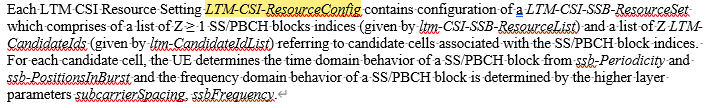 Each LTM CSI Resource Setting LTM-CSI-ResourceConfig contains configuration of a LTM-CSI-SSB-ResourceSet
which comprises of a list of Z ≥ 1 SS/PBCH blocks indices (given by ltm-CSI-SSB-ResourceList) and a list of Z LTM-
CandidateIds (given by ltm-CandidateIdList) referring to candidate cells associated with the SS/PBCH block indices.
For each candidate cell, the UE determines the time domain behavior of a SS/PBCH block from ssb-Periodicity and
ssb-PositionsInBurst and the frequency domain behavior of a SS/PBCH block is determined by the higher layer
parameters subcarrierSpacing, ssbFrequency.